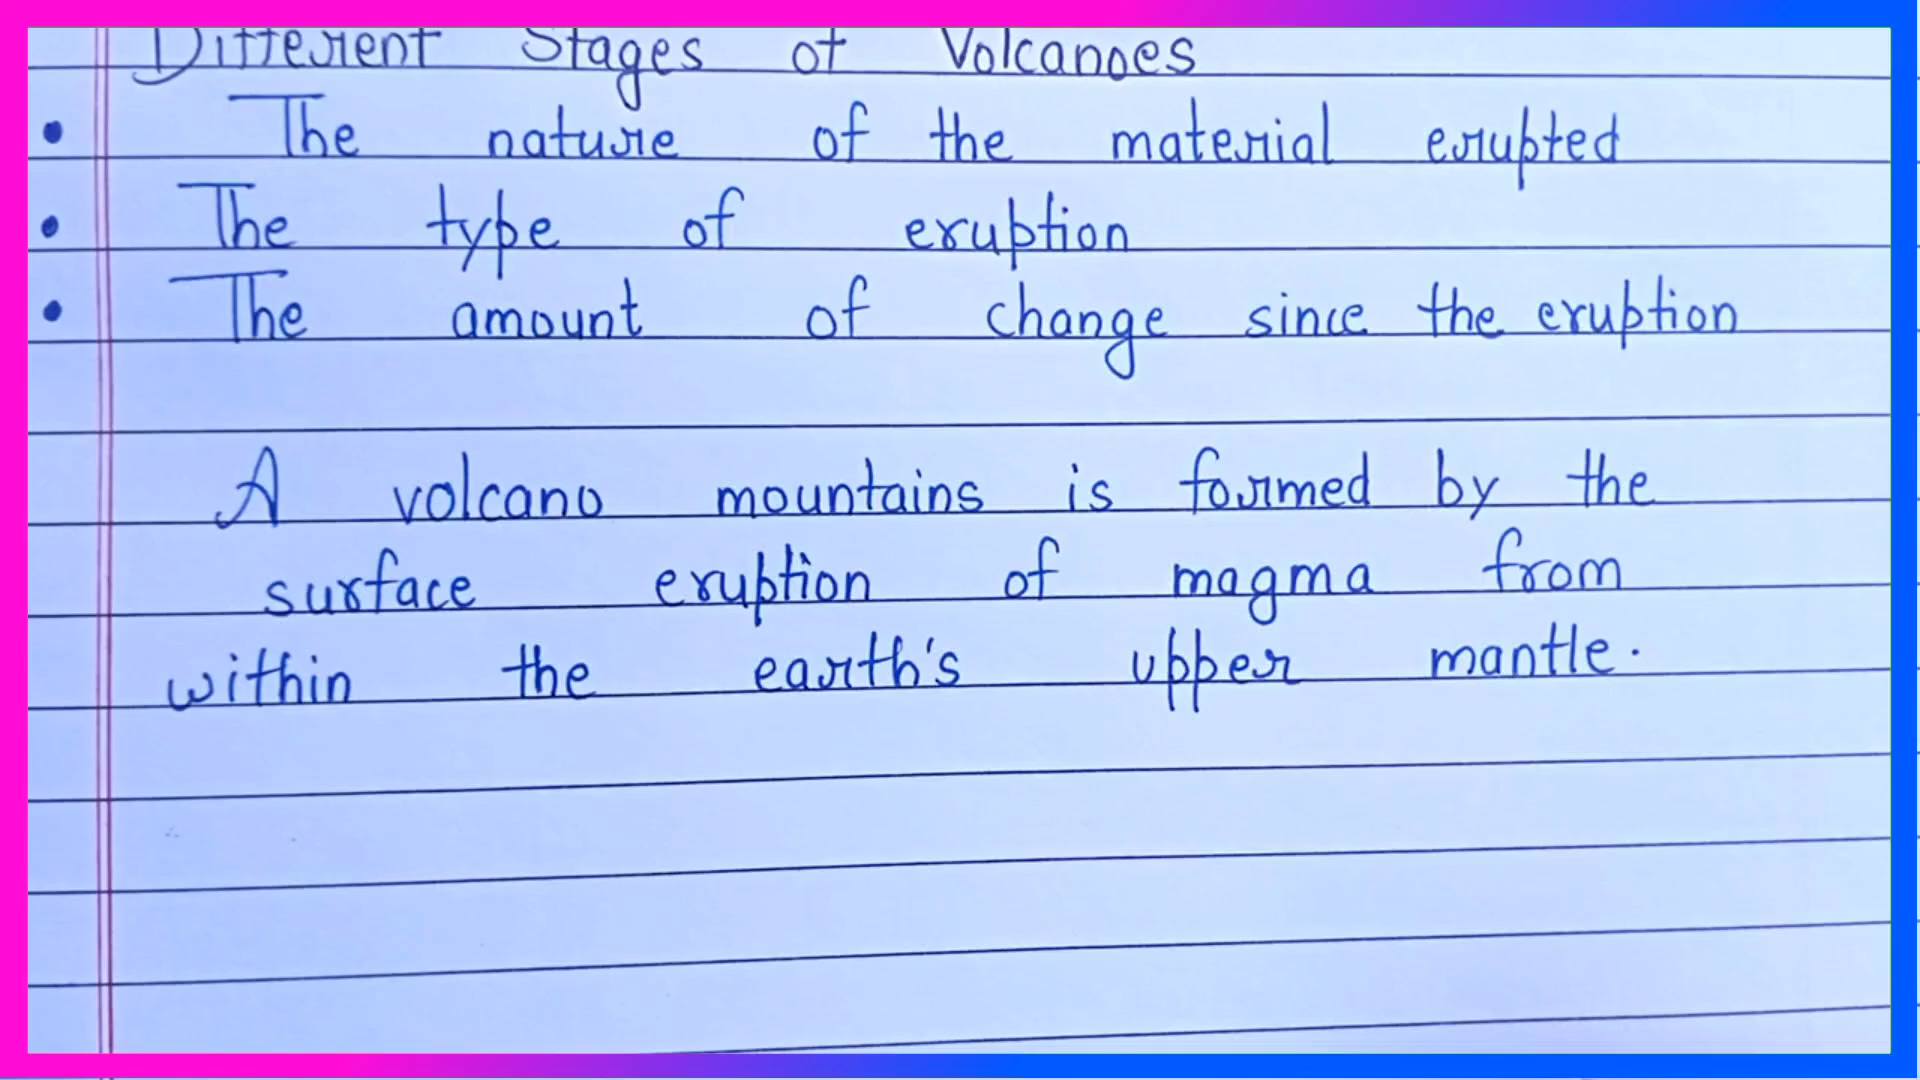 Different Stages of Volcanoes
• The nature of the material erupted
• The type of eruption
• The amount of change since the eruption
A volcano mountains is formed by the
surface eruption of magma from
within the earth's upper mantle.